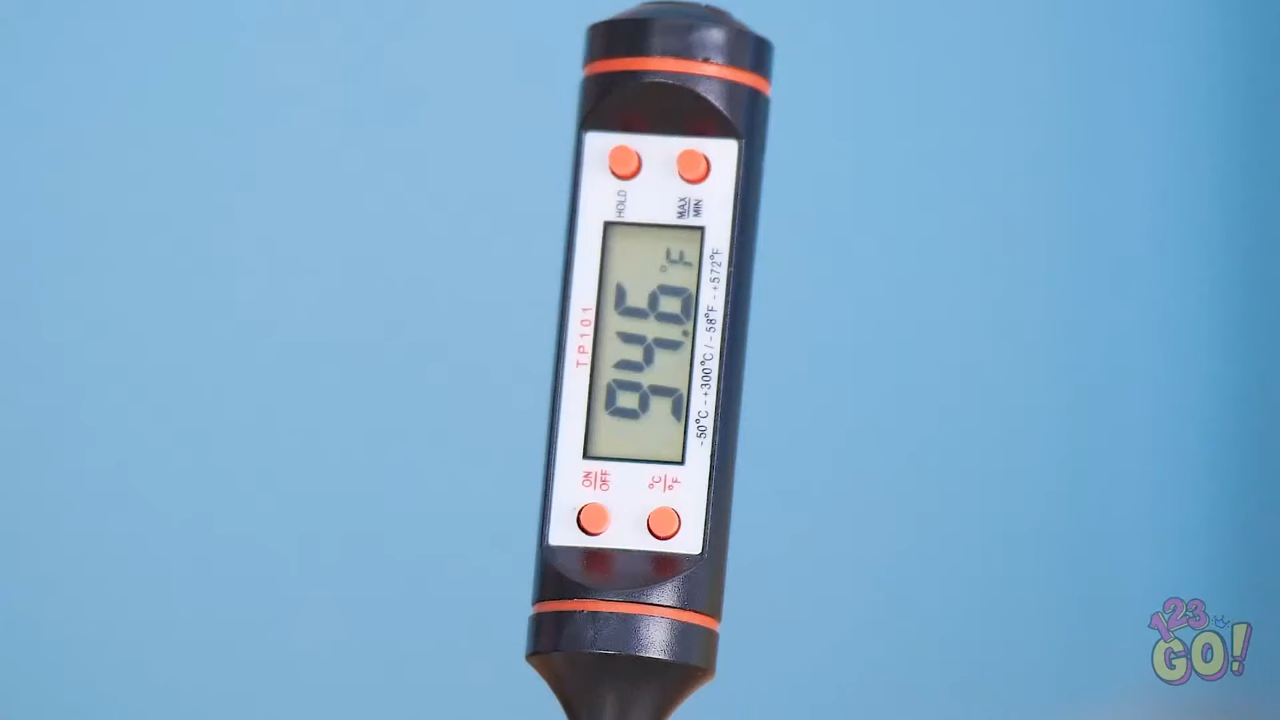 HOLD
MAX
MIN
TP101
94.6°F
-50°C - +300°C / -58°F - +572°F
ON
OFF
°C
°F
123
GO!